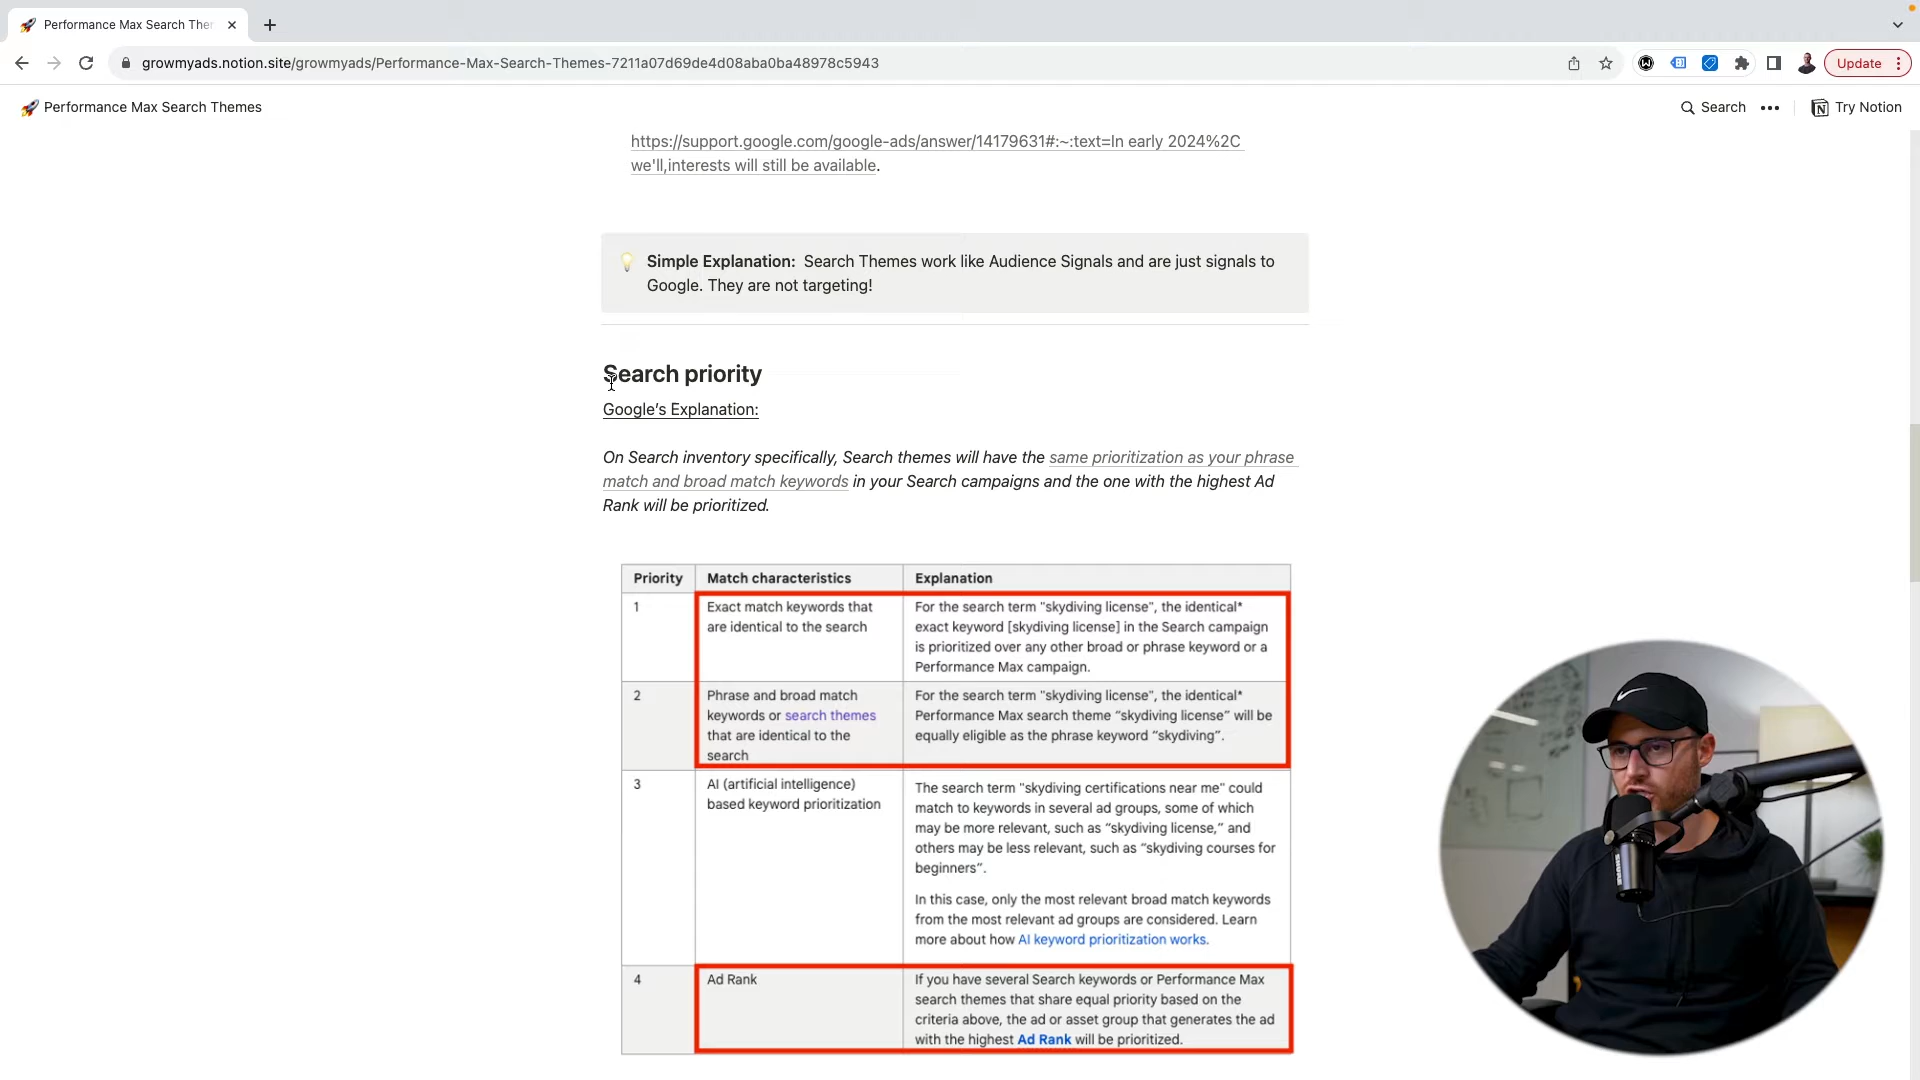 Performance Max Search The
growmyads.notion.site/growmyads/Performance-Max-Search-Themes-7211a07d69de4d08aba0ba48978c5943
Update
Performance Max Search Themes
Search
Try Notion
https://support.google.com/google-ads/answer/14179631#:~:text=In early 2024%2C
we'll,interests will still be available.
Simple Explanation: Search Themes work like Audience Signals and are just signals to
Google. They are not targeting!
Search priority
Google's Explanation:
On Search inventory specifically, Search themes will have the same prioritization as your phrase
match and broad match keywords in your Search campaigns and the one with the highest Ad
Rank will be prioritized.
Priority Match characteristics Explanation
1
Exact match keywords that
are identical to the search
For the search term "skydiving license", the identical*
exact keyword [skydiving license] in the Search campaign
is prioritized over any other broad or phrase keyword or a
Performance Max campaign.
2
Phrase and broad match
keywords or search themes
that are identical to the
search
For the search term "skydiving license", the identical*
Performance Max search theme “skydiving license” will be
equally eligible as the phrase keyword “skydiving”.
3
AI (artificial intelligence)
based keyword prioritization
The search term "skydiving certifications near me" could
match to keywords in several ad groups, some of which
may be more relevant, such as “skydiving license,” and
others may be less relevant, such as “skydiving courses for
beginners”.
In this case, only the most relevant broad match keywords
from the most relevant ad groups are considered. Learn
more about how AI keyword prioritization works.
4
Ad Rank
If you have several Search keywords or Performance Max
search themes that share equal priority based on the
criteria above, the ad or asset group that generates the ad
with the highest Ad Rank will be prioritized.